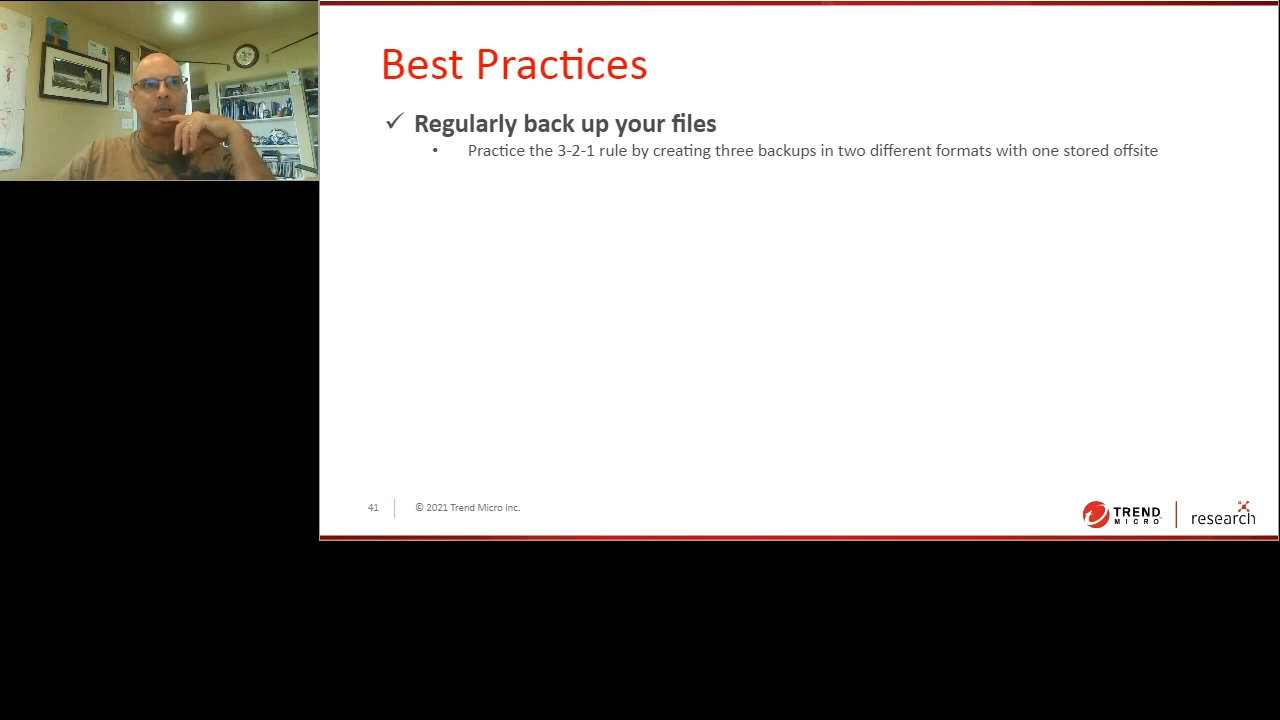 Best Practices
✓ Regularly back up your files
• Practice the 3-2-1 rule by creating three backups in two different formats with one stored offsite
41
© 2021 Trend Micro Inc.
TREND MICRO
research